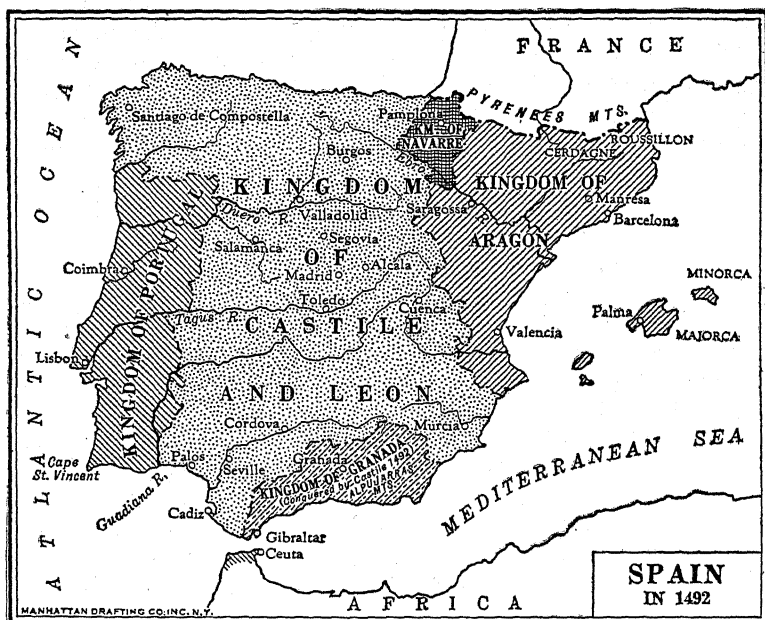 FRANCE
ATLANTIC OCEAN
PYRENEES MTS.
Santiago de Compostella
Pamplona
KM. OF
NAVARRE
ROUSSILLON
CERDAGNE
Burgos
KINGDOM
OF
CASTILE
AND LEON
KINGDOM OF
ARAGON
Manresa
Barcelona
Duero R.
Valladolid
Saragossa
KINGDOM OF PORTUGAL
Salamanca
Segovia
Coimbra
Madrid
Alcala
Toledo
Cuenca
Tagus R.
MINORCA
Palma
MAJORCA
Valencia
Lisbon
Cordova
Murcia
MEDITERRANEAN SEA
Cape
St. Vincent
Palos
Seville
Granada
KINGDOM OF GRANADA
(Conquered by Castile 1492)
ALPUJARRAS
MTS.
Guadiana R.
Cadiz
Gibraltar
Ceuta
AFRICA
SPAIN
IN 1492
MANHATTAN DRAFTING CO. INC. N.Y.